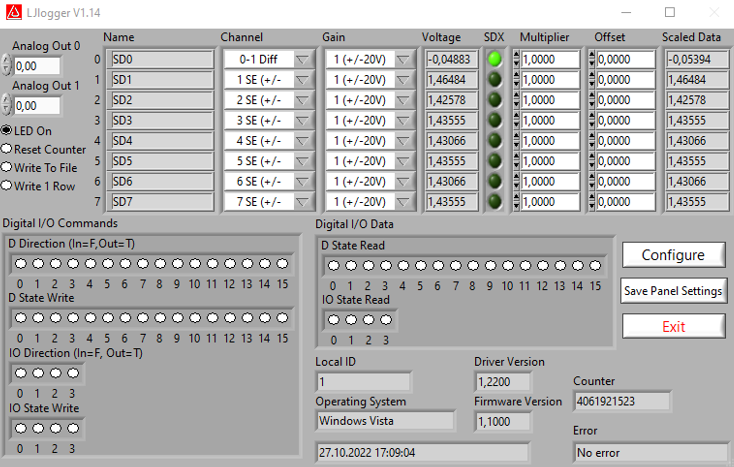 LJlogger V1.14
Name Channel Gain Voltage SDX Multiplier Offset Scaled Data
Analog Out 0
0,00
Analog Out 1
0,00
LED On
Reset Counter
Write To File
Write 1 Row
0 SD0 0-1 Diff 1 (+/-20V) -0,04883 1,0000 0,0000 -0,05394
1 SD1 1 SE (+/- 1 (+/-20V) 1,46484 1,0000 0,0000 1,46484
2 SD2 2 SE (+/- 1 (+/-20V) 1,42578 1,0000 0,0000 1,42578
3 SD3 3 SE (+/- 1 (+/-20V) 1,43555 1,0000 0,0000 1,43555
4 SD4 4 SE (+/- 1 (+/-20V) 1,43066 1,0000 0,0000 1,43066
5 SD5 5 SE (+/- 1 (+/-20V) 1,43555 1,0000 0,0000 1,43555
6 SD6 6 SE (+/- 1 (+/-20V) 1,43066 1,0000 0,0000 1,43066
7 SD7 7 SE (+/- 1 (+/-20V) 1,43555 1,0000 0,0000 1,43555
Digital I/O Commands
D Direction (In=F,Out=T)
0 1 2 3 4 5 6 7 8 9 10 11 12 13 14 15
D State Write
0 1 2 3 4 5 6 7 8 9 10 11 12 13 14 15
IO Direction (In=F, Out=T)
0 1 2 3
IO State Write
0 1 2 3
Digital I/O Data
D State Read
0 1 2 3 4 5 6 7 8 9 10 11 12 13 14 15
IO State Read
0 1 2 3
Configure
Save Panel Settings
Exit
Local ID
1
Driver Version
1,2200
Operating System
Windows Vista
Firmware Version
1,1000
Counter
4061921523
27.10.2022 17:09:04
Error
No error